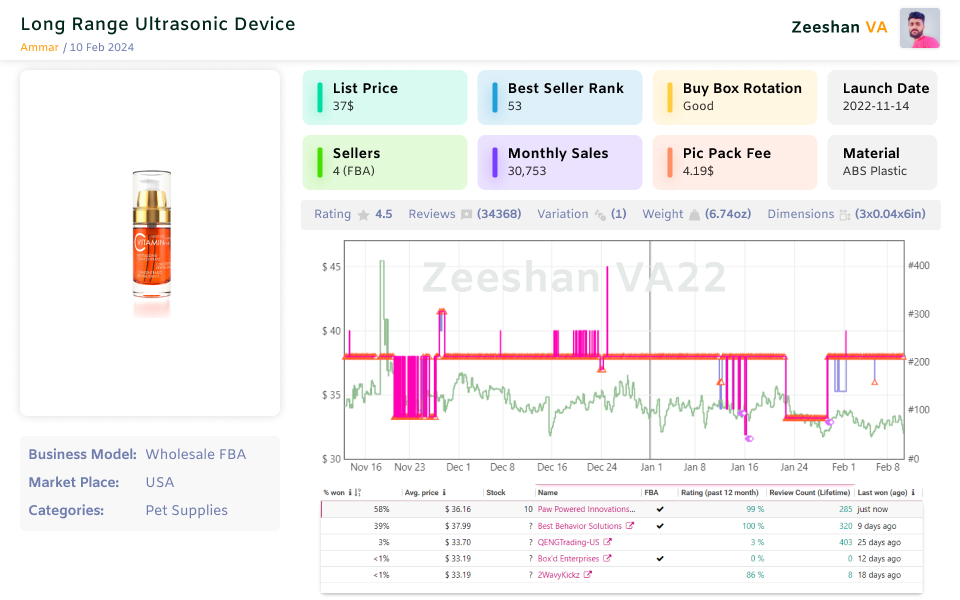 Long Range Ultrasonic Device
Ammar / 10 Feb 2024
Zeeshan VA
List Price
37$
Best Seller Rank
53
Buy Box Rotation
Good
Launch Date
2022-11-14
Sellers
4 (FBA)
Monthly Sales
30,753
Pic Pack Fee
4.19$
Material
ABS Plastic
Rating 4.5 Reviews (34368) Variation (1) Weight (6.74oz) Dimensions (3x0.04x6in)
C VITAMIN
Business Model: Wholesale FBA
Market Place: USA
Categories: Pet Supplies
Zeeshan VA22
$ 45
$ 40
$ 35
$ 30
#400
#300
#200
#100
#0
Nov 16 Nov 23 Dec 1 Dec 8 Dec 16 Dec 24 Jan 1 Jan 8 Jan 16 Jan 24 Feb 1 Feb 8
% won Avg. price Stock Name FBA Rating (past 12 month) Review Count (Lifetime) Last won (ago)
58% $ 36.16 10 Paw Powered Innovations... ✓ 99 % 285 just now
39% $ 37.99 ? Best Behavior Solutions ✓ 100 % 320 9 days ago
3% $ 33.70 ? QENGTrading-US 3 % 403 25 days ago
<1% $ 33.19 ? Box'd Enterprises ✓ 0 % 0 12 days ago
<1% $ 33.19 ? 2WavyKickz 86 % 8 18 days ago